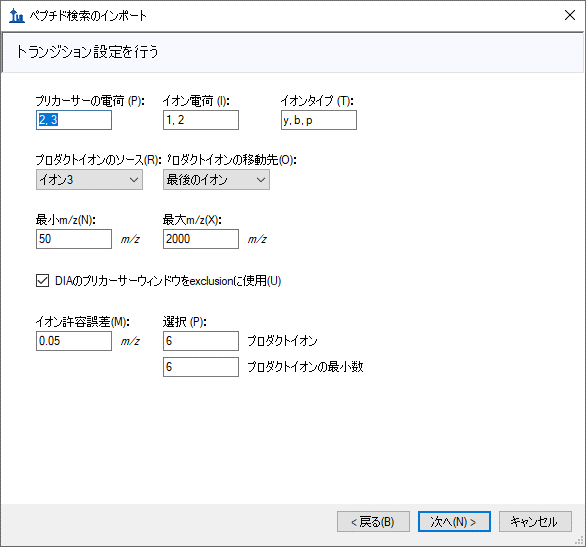 ペプチド検索のインポート
トランジション設定を行う
プリカーサーの電荷 (P): イオン電荷 (I): イオンタイプ (T):
2, 3 1, 2 y, b, p
プロダクトイオンのソース(R): プロダクトイオンの移動先(O):
イオン3 最後のイオン
最小m/z(N): 最大m/z(X):
50 m/z 2000 m/z
DIAのプリカーサーウィンドウをexclusionに使用(U)
イオン許容誤差(M): 選択 (P):
0.05 m/z 6 プロダクトイオン
6 プロダクトイオンの最小数
< 戻る(B) 次へ(N) > キャンセル